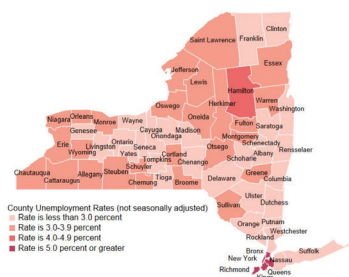 Clinton
Saint Lawrence Franklin
Essex
Jefferson
Lewis
Hamilton
Oswego Herkimer Warren
Washington
Oneida
Niagara Orleans Monroe Wayne Fulton Saratoga
Genesee Cayuga Onondaga Madison Montgomery
Erie Ontario Seneca Schenectady
Wyoming Livingston Yates Cortland Otsego Albany Rensselaer
Schuyler Tompkins Chenango Schoharie
Chautauqua Cattaraugus Allegany Steuben Chemung Tioga Broome Delaware Greene Columbia
Ulster
Sullivan Dutchess
Orange Putnam
Westchester
Rockland
Bronx Suffolk
New York Nassau
Richmond Queens
County Unemployment Rates (not seasonally adjusted)
Rate is less than 3.0 percent
Rate is 3.0-3.9 percent
Rate is 4.0-4.9 percent
Rate is 5.0 percent or greater